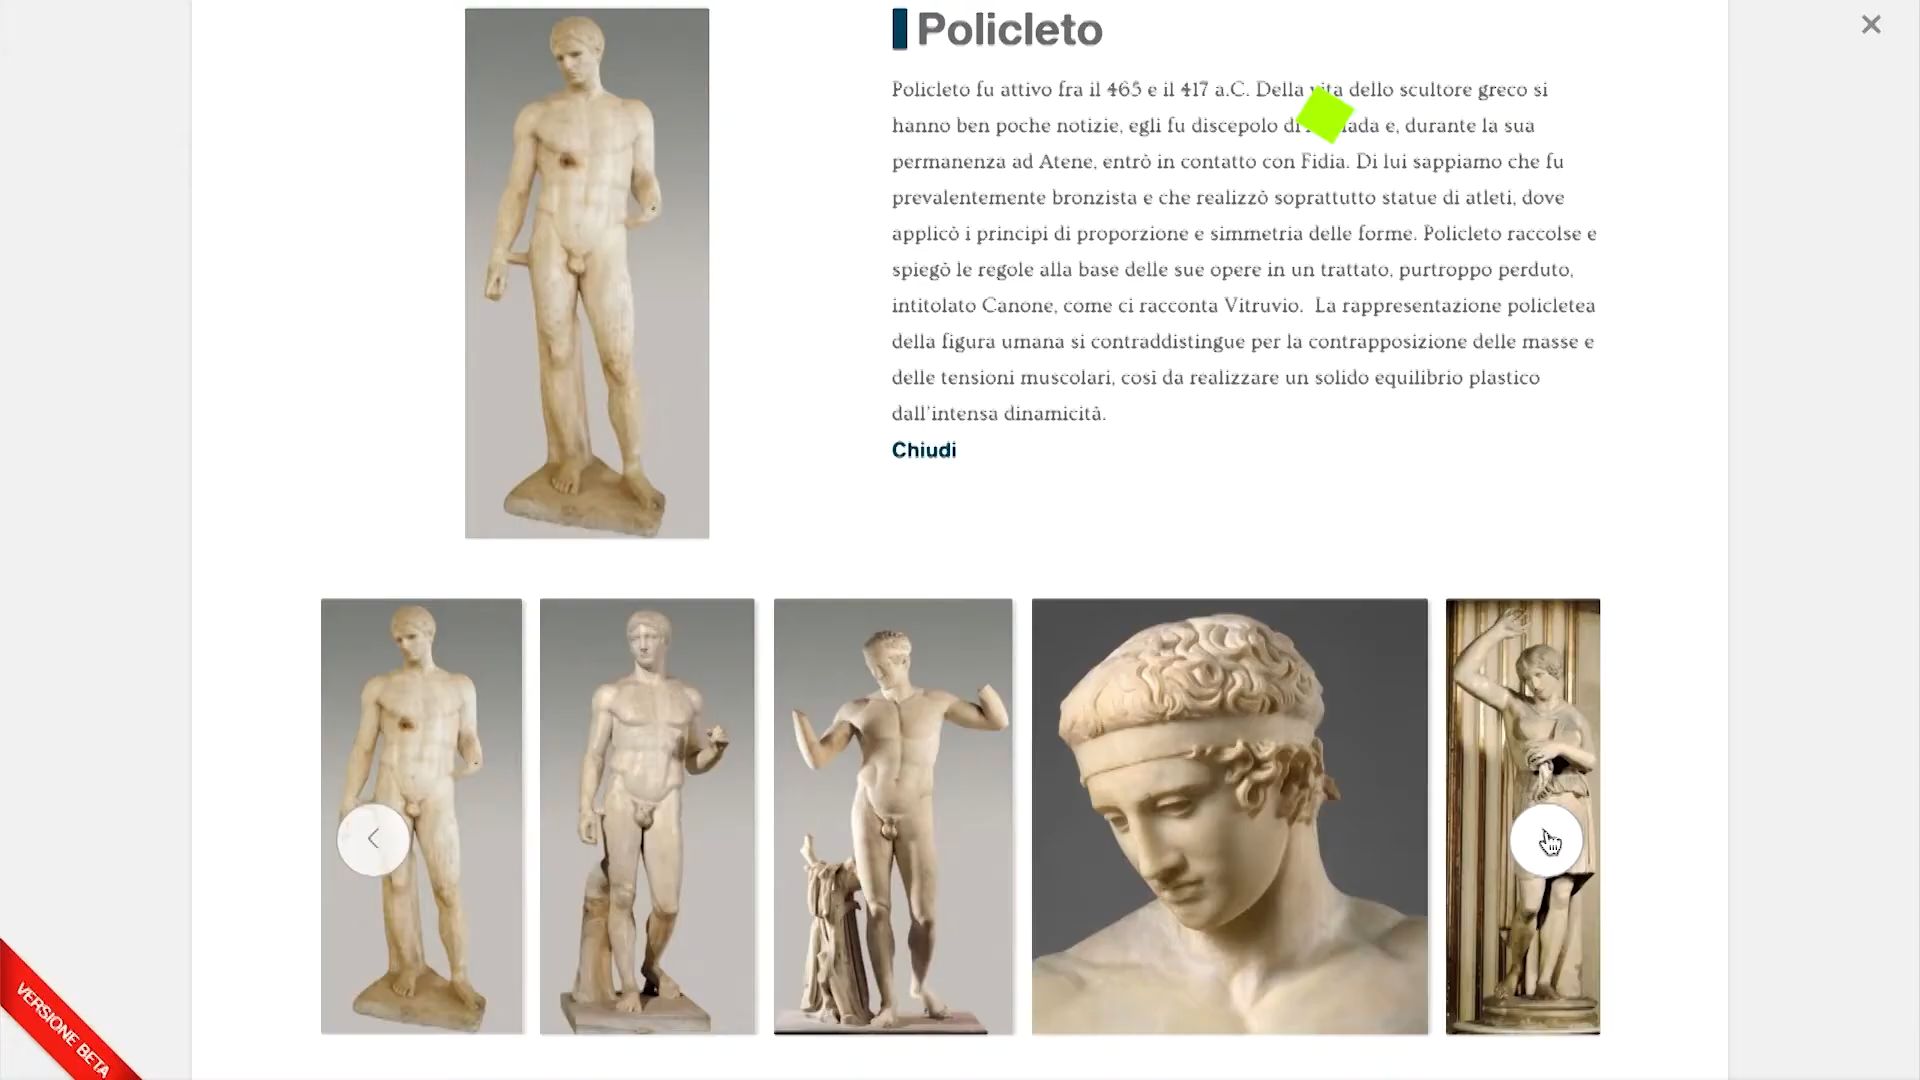 Policleto
Policleto fu attivo fra il 465 e il 417 a.C. Della vita dello scultore greco si
hanno ben poche notizie, egli fu discepolo di e, durante la sua
permanenza ad Atene, entrò in contatto con Fidia. Di lui sappiamo che fu
prevalentemente bronzista e che realizzò soprattutto statue di atleti, dove
applicò i principi di proporzione e simmetria delle forme. Policleto raccolse e
spiegò le regole alla base delle sue opere in un trattato, purtroppo perduto,
intitolato Canone, come ci racconta Vitruvio. La rappresentazione policletea
della figura umana si contraddistingue per la contrapposizione delle masse e
delle tensioni muscolari, così da realizzare un solido equilibrio plastico
dall'intensa dinamicità.
Chiudi
VERSIONE BETA